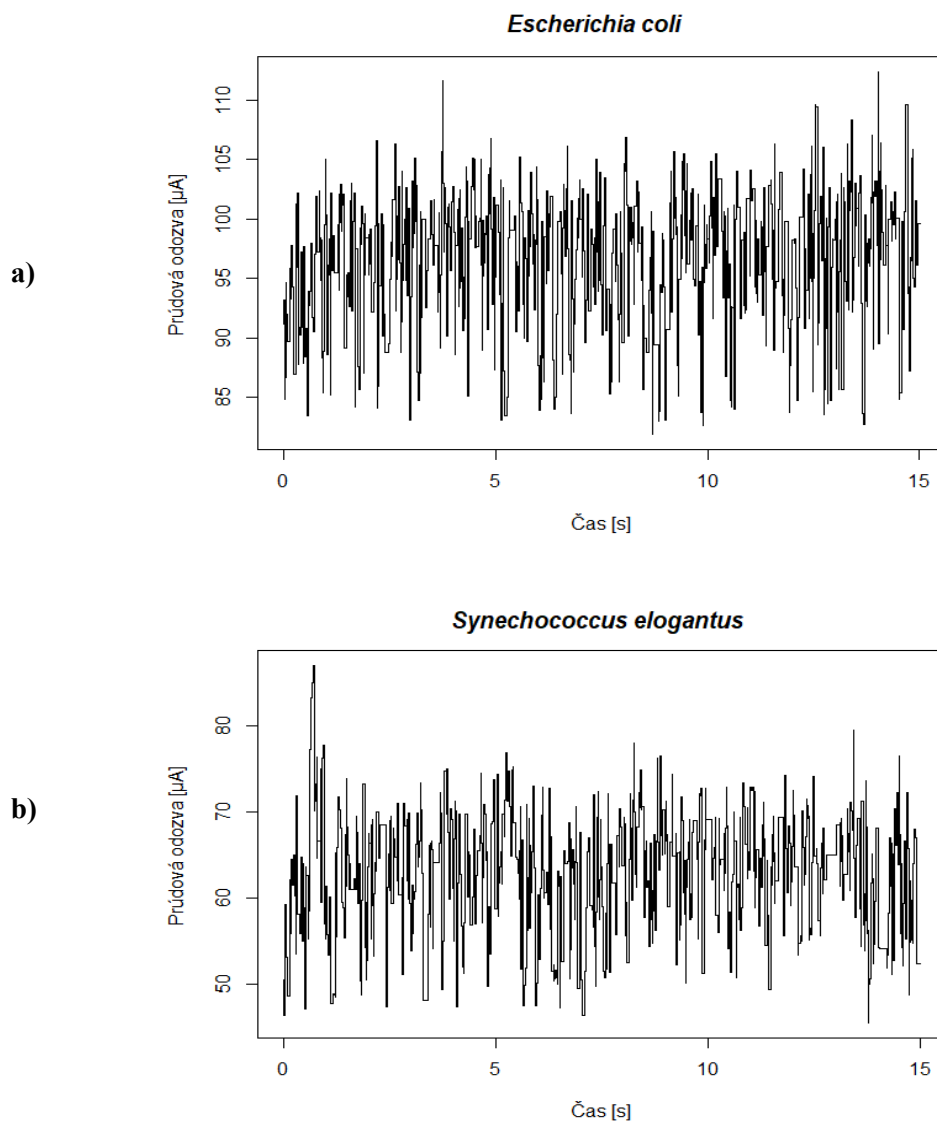 Escherichia coli
a)
Prúdová odozva [µA]
110
105
100
95
90
85
0 5 10 15
Čas [s]
Synechococcus elogantus
b)
Prúdová odozva [µA]
80
70
60
50
0 5 10 15
Čas [s]